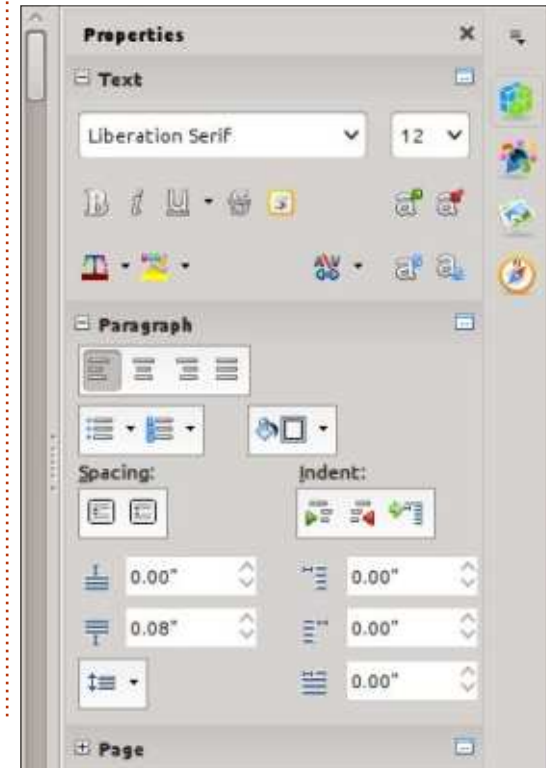 Properties
Text
Liberation Serif 12
Paragraph
Spacing: Indent:
0.00" 0.00"
0.08" 0.00"
0.00"
Page